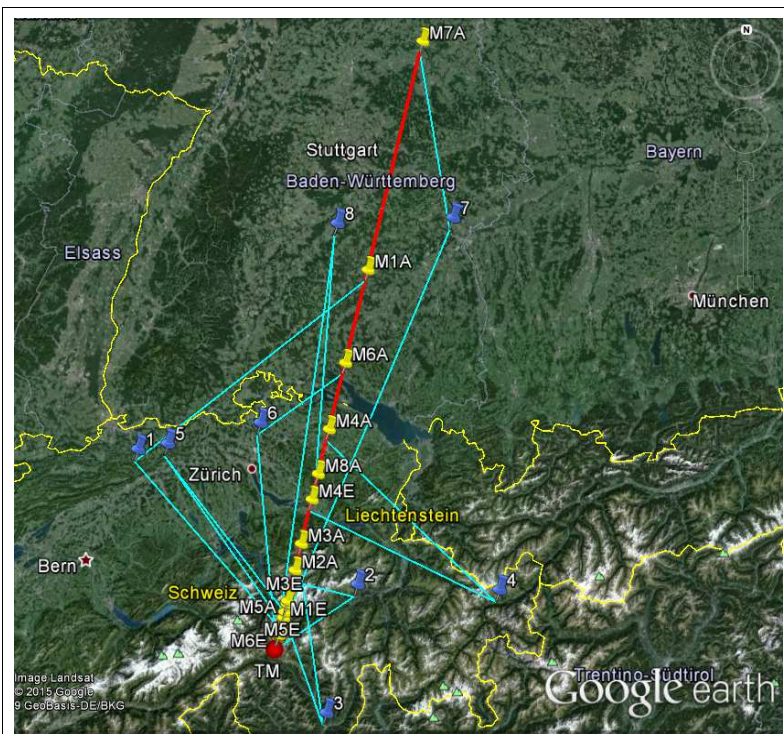 N
M7A
Stuttgart
Bayern
Baden-Württemberg
8
7
Elsass
M1A
München
M6A
6
M4A
1
5
Zürich
M8A
M4E
Liechtenstein
M3A
Bern
M2A
M3E
2
4
Schweiz
M5A
M1E
M5E
M6E
TM
Trentino-Südtirol
Image Landsat
© 2015 Google
9 GeoBasis-DE/BKG
3
Google earth